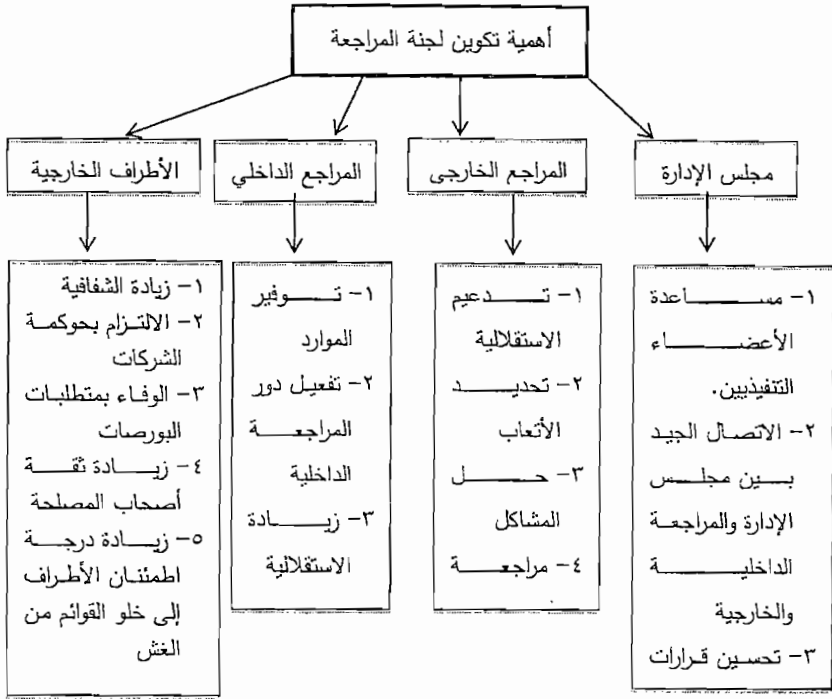 أهمية تكوين لجنة المراجعة
مجلس الإدارة
المراجع الخارجى
المراجع الداخلي
الأطراف الخارجية
١- مساعدة
الأعضاء
التنفيذيين.
٢- الاتصال الجيد
بين مجلس
الإدارة والمراجعة
الداخلية
والخارجية
٣- تحسين قرارات
١- تدعيم
الاستقلالية
٢- تحديد
الأتعاب
٣- حل
المشاكل
٤- مراجعة
١- توفير
الموارد
٢- تفعيل دور
المراجعة
الداخلية
٣- زيادة
الاستقلالية
١- زيادة الشفافية
٢- الالتزام بحوكمة
الشركات
٣- الوفاء بمتطلبات
البورصات
٤- زيادة ثقة
أصحاب المصلحة
٥- زيادة درجة
اطمئنان الأطراف
إلى خلو القوائم من
الغش